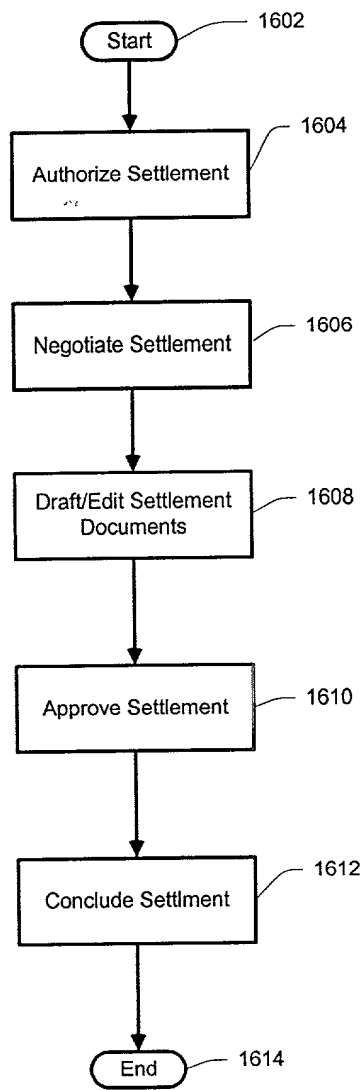 Start
1602
1604
Authorize Settlement
1606
Negotiate Settlement
1608
Draft/Edit Settlement
Documents
1610
Approve Settlement
1612
Conclude Settlment
End
1614